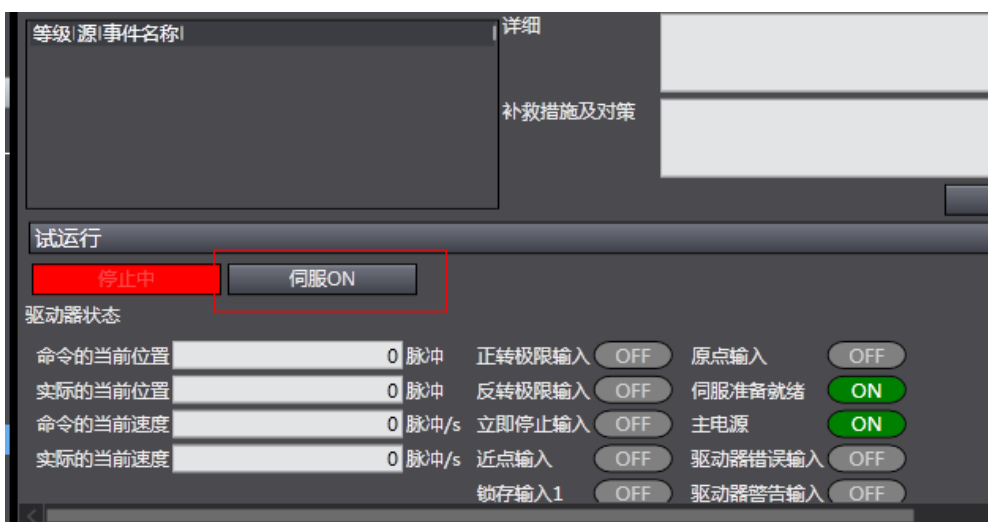 等级|源|事件名称|
详细
补救措施及对策
试运行
停止中 伺服ON
驱动器状态
命令的当前位置 0 脉冲 正转极限输入 OFF 原点输入 OFF
实际的当前位置 0 脉冲 反转极限输入 OFF 伺服准备就绪 ON
命令的当前速度 0 脉冲/s 立即停止输入 OFF 主电源 ON
实际的当前速度 0 脉冲/s 近点输入 OFF 驱动器错误输入 OFF
锁存输入1 OFF 驱动器警告输入 OFF